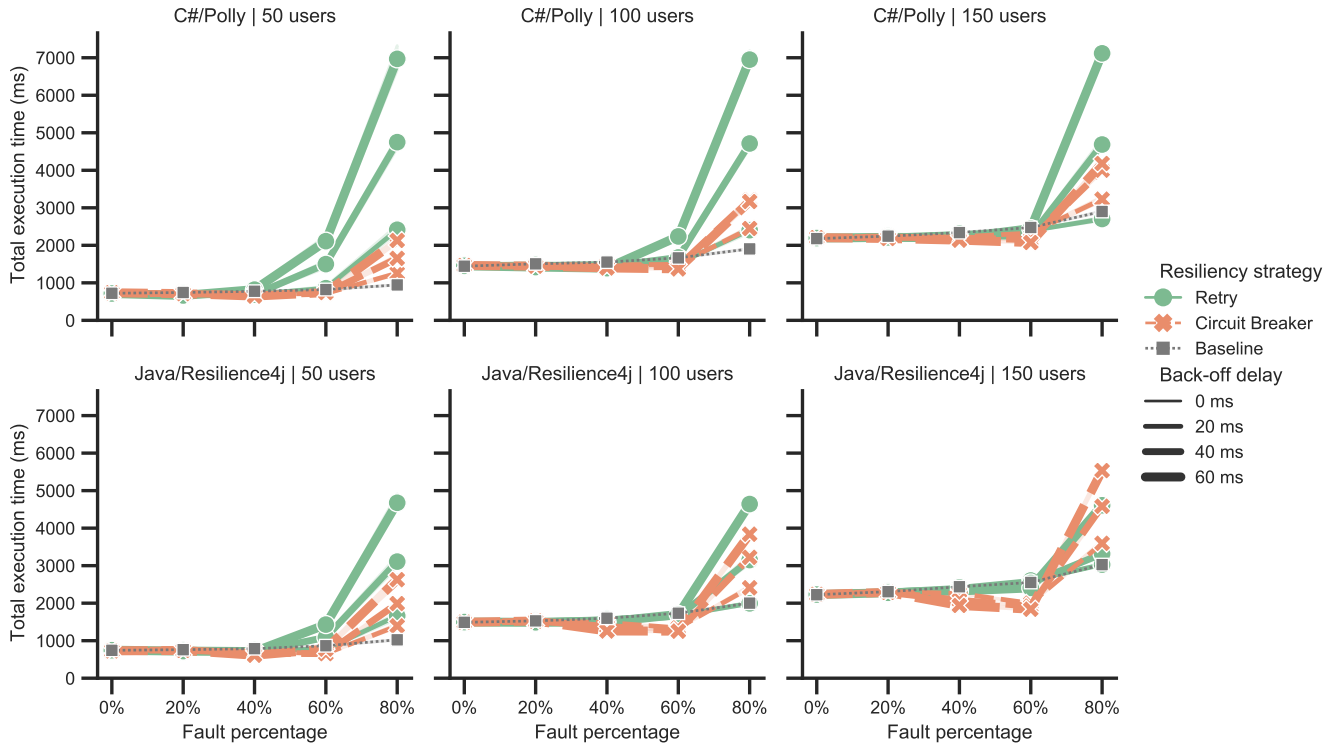 C#/Polly | 50 users
C#/Polly | 100 users
C#/Polly | 150 users
Total execution time (ms)
7000
6000
5000
4000
3000
2000
1000
0
Resiliency strategy
Retry
Circuit Breaker
Baseline
Back-off delay
0 ms
20 ms
40 ms
60 ms
Java/Resilience4j | 50 users
Java/Resilience4j | 100 users
Java/Resilience4j | 150 users
Total execution time (ms)
7000
6000
5000
4000
3000
2000
1000
0
0% 20% 40% 60% 80%
0% 20% 40% 60% 80%
0% 20% 40% 60% 80%
Fault percentage
Fault percentage
Fault percentage